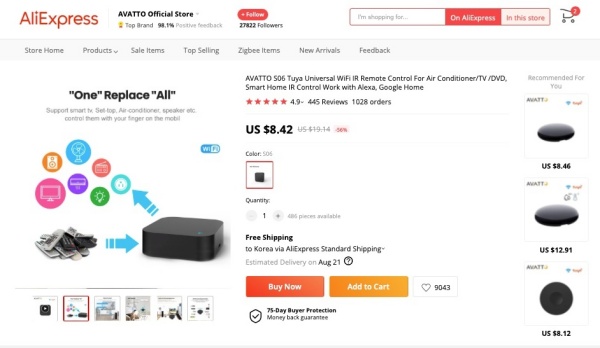 AliExpress
AVATTO Official Store
Top Brand 98.1% Positive feedback
+ Follow
27822 Followers
I'm shopping for...
On AliExpress
In this store
2
Store Home
Products
Sale Items
Top Selling
Zigbee Items
New Arrivals
Feedback
"One" Replace "All"
Support smart tv, Set top, Air-conditioner, speaker etc.
control them with your finger on the mobil
WiFi
AVATTO S06 Tuya Universal WiFi IR Remote Control For Air Conditioner/TV /DVD,
Smart Home IR Control Work with Alexa, Google Home
4.9
445 Reviews
1028 orders
US $8.42
US $19.14
-56%
Color: S06
Quantity:
- 1 +
486 pieces available
Free Shipping
to Korea via AliExpress Standard Shipping
Estimated Delivery on Aug 21
?
Buy Now
Add to Cart
9043
75-Day Buyer Protection
Money back guarantee
Recommended For
You
AVATTO
US $8.46
AVATTO
US $12.91
AVATTO
US $8.12